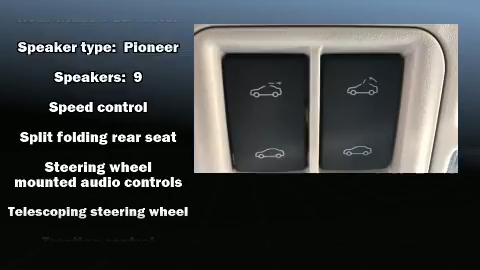 Speaker type:  Pioneer
Speakers:  9
Speed control
Split folding rear seat
Steering wheel
mounted audio controls
Telescoping steering wheel